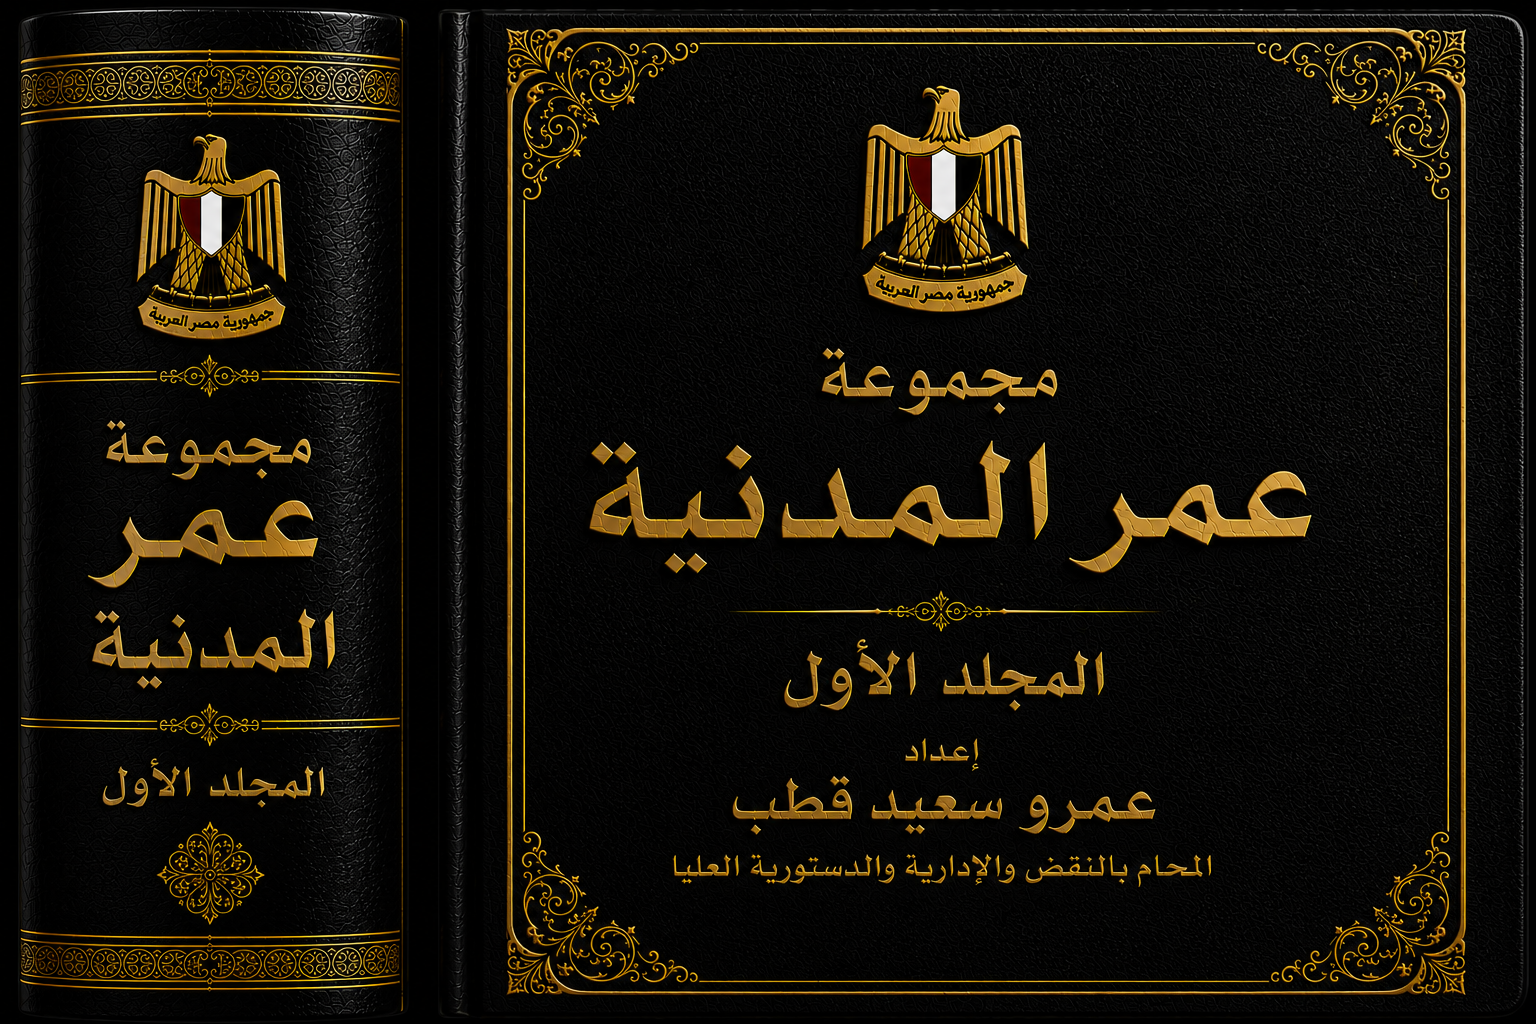 جمهورية مصر العربية
مجموعة
عمر
المدنية
المجلد الأول
جمهورية مصر العربية
مجموعة
عمر المدنية
المجلد الأول
إعداد
عمرو سعيد قطب
المحام بالنقض والإدارية والدستورية العليا